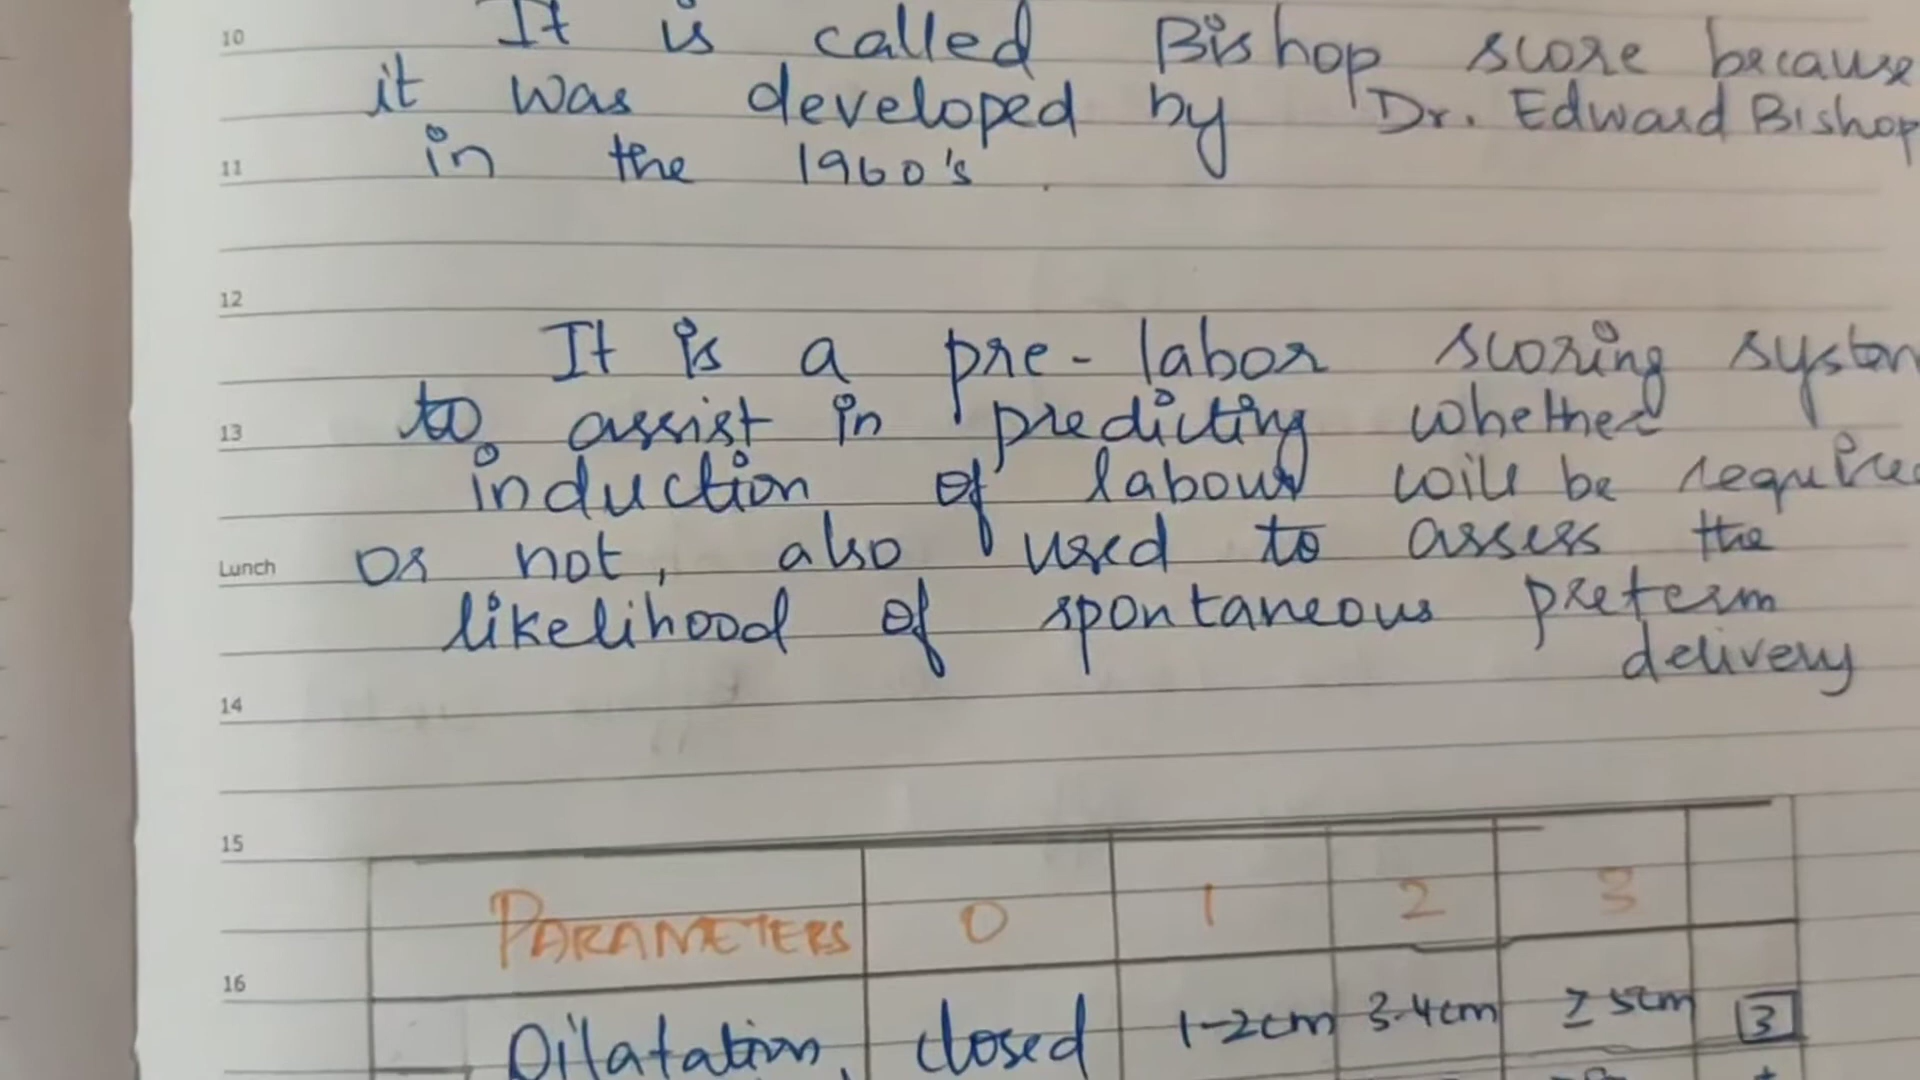 10
It is called Bishop score because
it was developed by Dr. Edward Bishop
11
in the 1960's.
12
It is a pre-labor scoring system
13
to assist in predicting whether
induction of labour will be require
Lunch
or not, also used to assess the
likelihood of spontaneous preterm
delivery
14
15
PARAMETERS 0 1 2 3
16
Dilatation closed 1-2cm 3-4cm ≥ 5cm 3